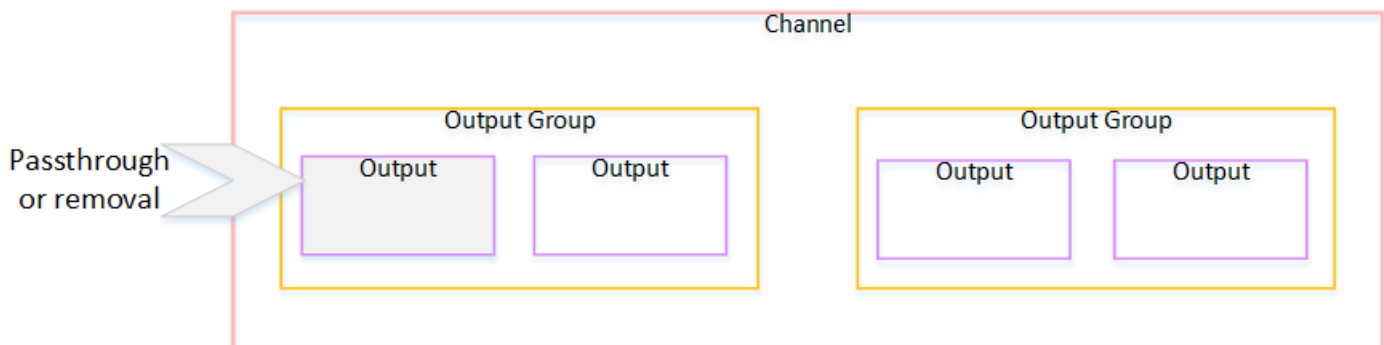 Channel
Output Group
Output Group
Passthrough
or removal
Output
Output
Output
Output